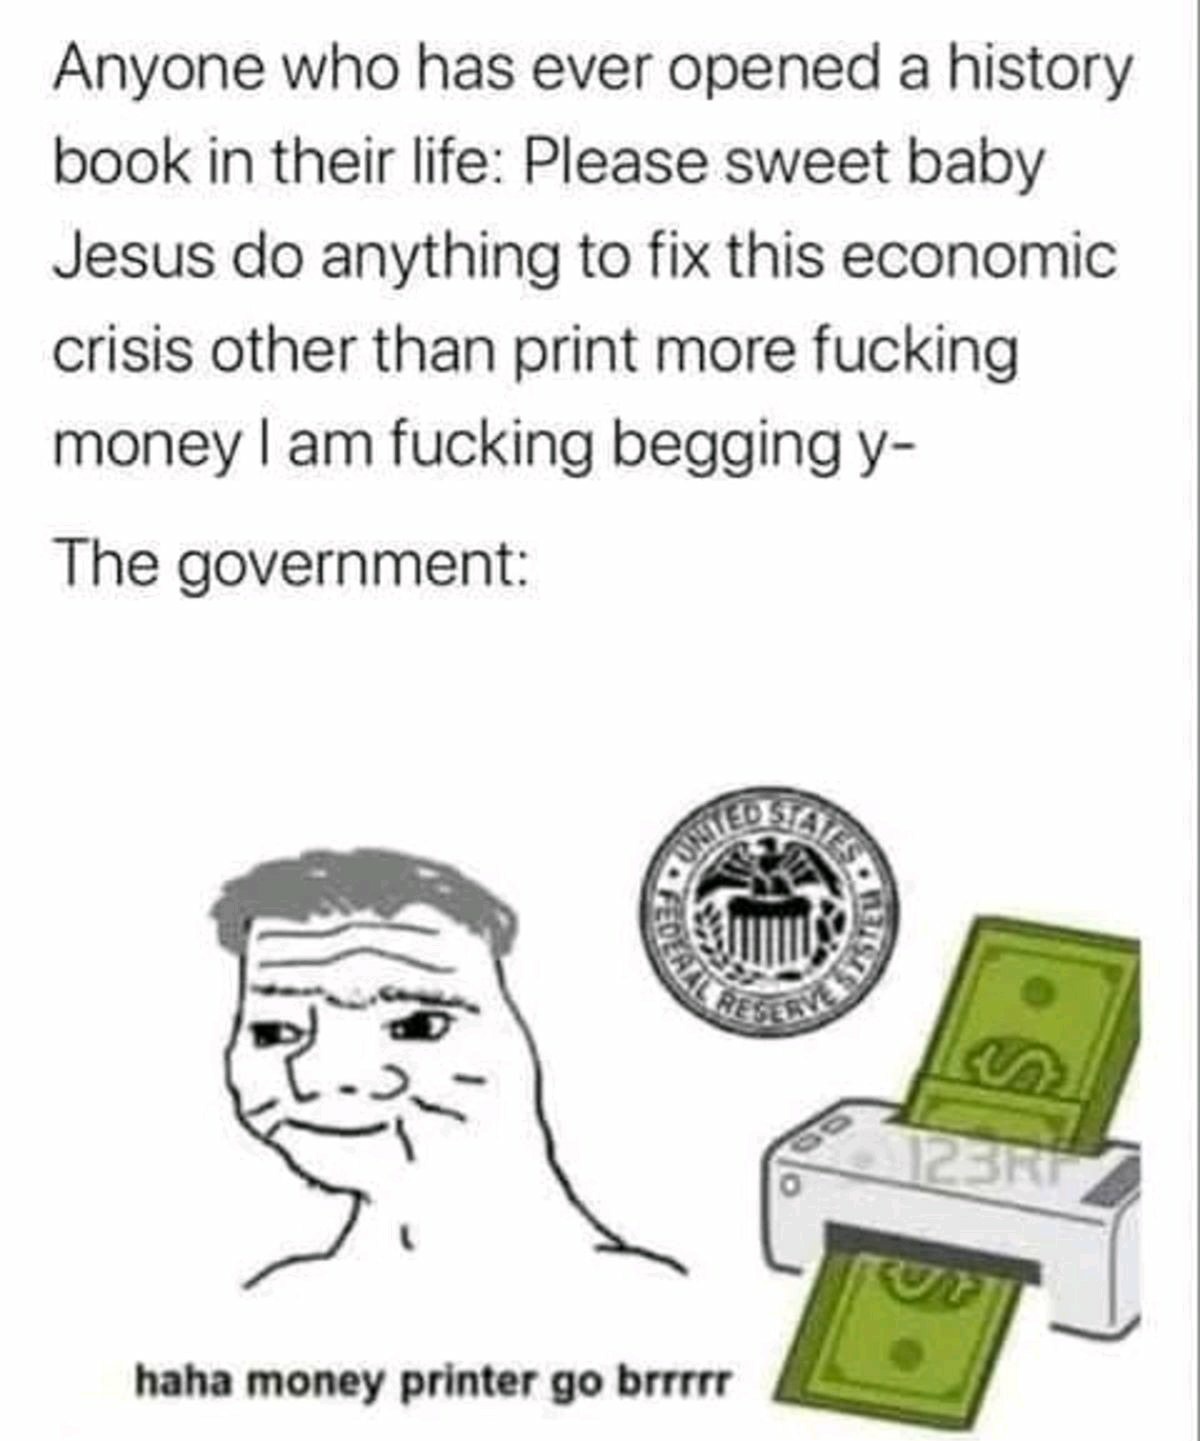 Anyone who has ever opened a history
book in their life: Please sweet baby
Jesus do anything to fix this economic
crisis other than print more fucking
money I am fucking begging y-
The government:
UNITED STATES
FEDERAL RESERVE SYSTEM
$
123RF
$
haha money printer go brrrrr